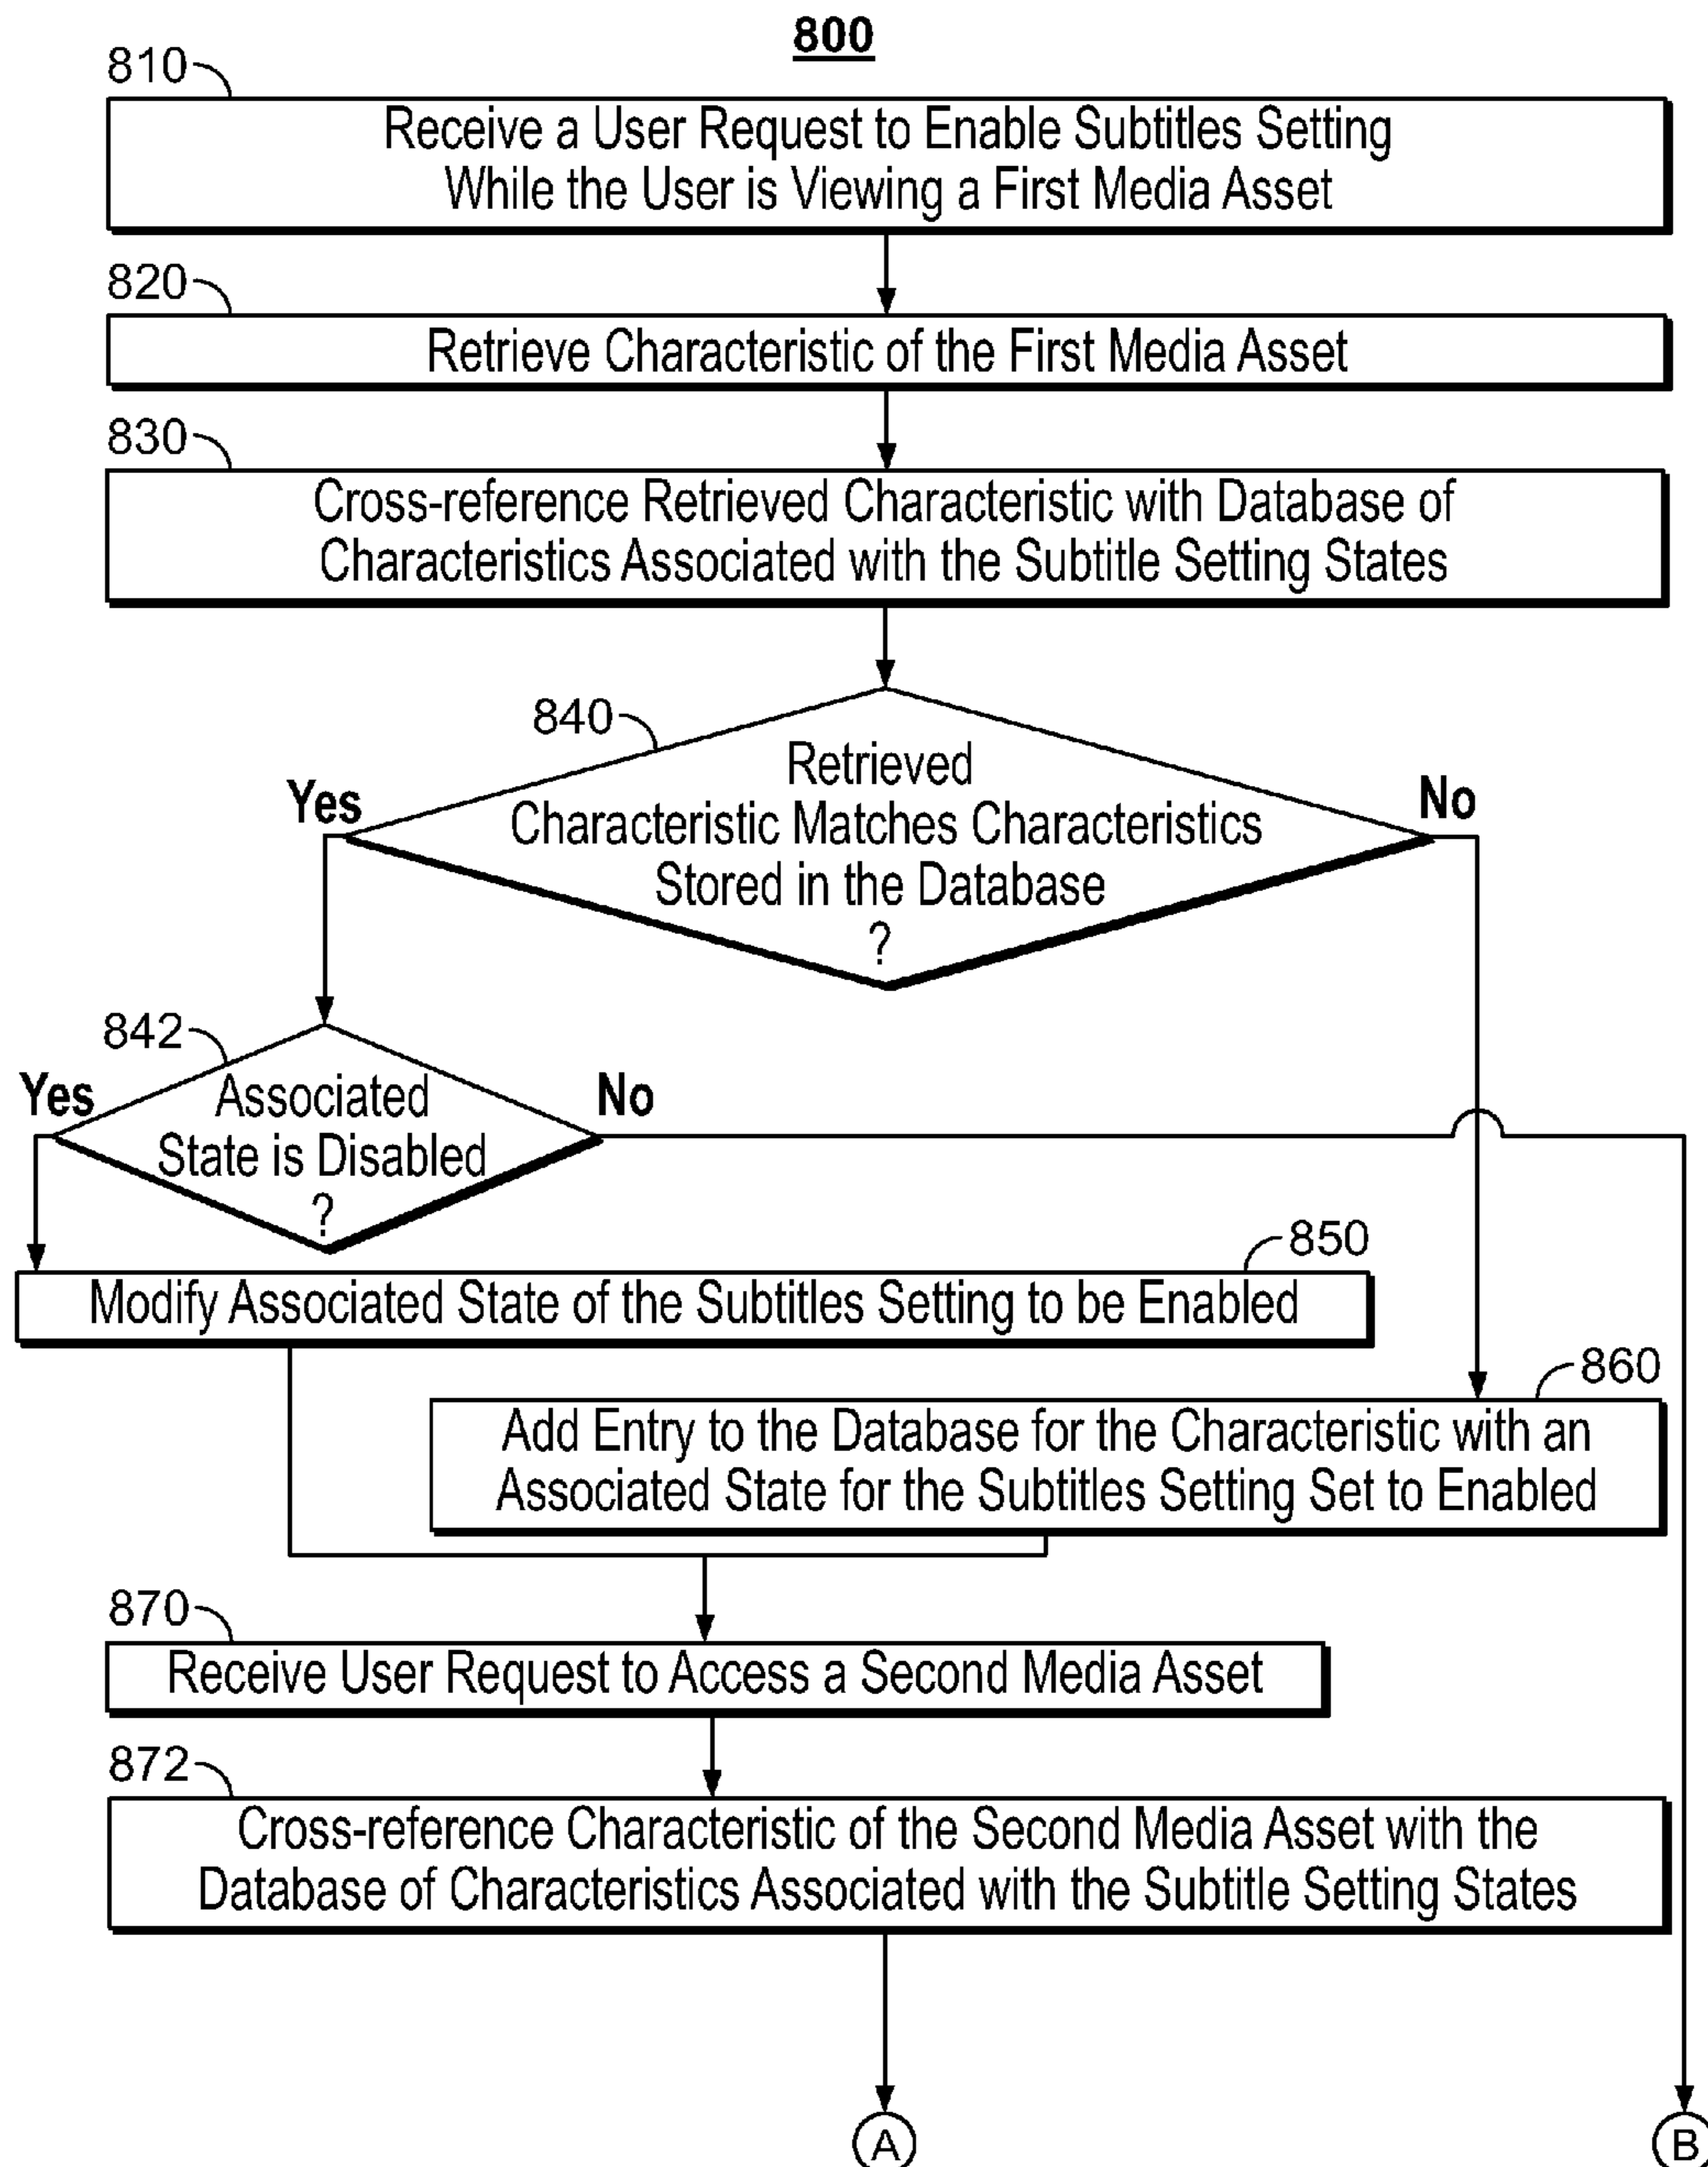 800
810
Receive a User Request to Enable Subtitles Setting
While the User is Viewing a First Media Asset
820
Retrieve Characteristic of the First Media Asset
830
Cross-reference Retrieved Characteristic with Database of
Characteristics Associated with the Subtitle Setting States
840
Retrieved
Characteristic Matches Characteristics
Stored in the Database
?
Yes
No
842
Associated
State is Disabled
?
Yes
No
850
Modify Associated State of the Subtitles Setting to be Enabled
860
Add Entry to the Database for the Characteristic with an
Associated State for the Subtitles Setting Set to Enabled
870
Receive User Request to Access a Second Media Asset
872
Cross-reference Characteristic of the Second Media Asset with the
Database of Characteristics Associated with the Subtitle Setting States
A
B